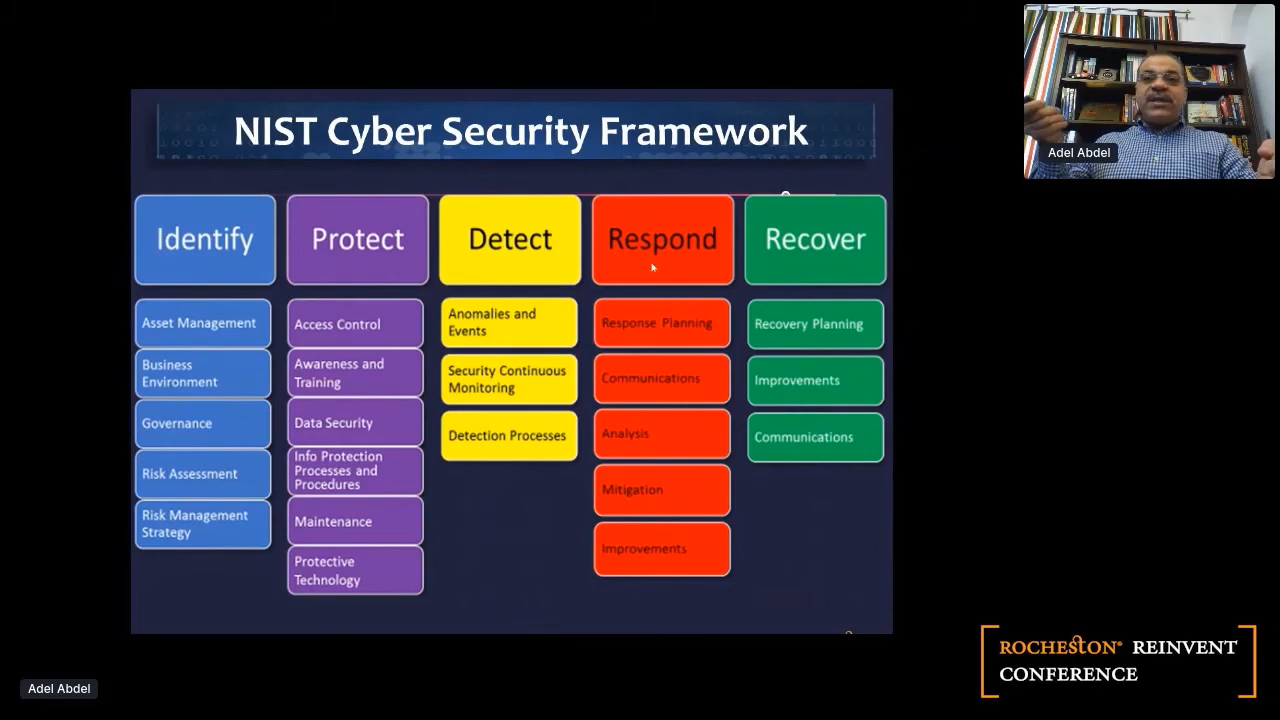 NIST Cyber Security Framework
Identify
Protect
Detect
Respond
Recover
Asset Management
Business
Environment
Governance
Risk Assessment
Risk Management
Strategy
Access Control
Awareness and
Training
Data Security
Info Protection
Processes and
Procedures
Maintenance
Protective
Technology
Anomalies and
Events
Security Continuous
Monitoring
Detection Processes
Response Planning
Communications
Analysis
Mitigation
Improvements
Recovery Planning
Improvements
Communications
Adel Abdel
ROCHESTON® REINVENT
CONFERENCE
Adel Abdel